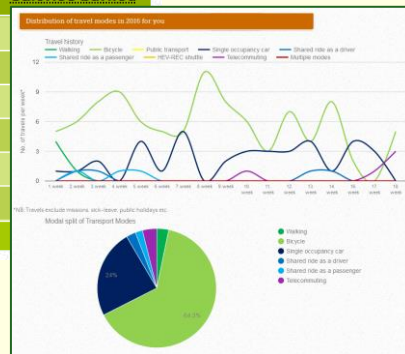 Distribution of travel modes in 2016 for you
Travel history
Walking Bicycle Public transport Single occupancy car Shared ride as a driver
Shared ride as a passenger HEV-REC shuttle Telecommuting Multiple modes
No. of travels per week*
12
9
6
3
0
1 week 2 week 3 week 4 week 5 week 6 week 7 week 8 week 9 week 10 week 11 week 12 week 13 week 14 week 15 week 16 week 17 week 18 week
*NB: Travels exclude missions, sick-leave, public holidays etc.
Modal split of Transport Modes
Walking
Bicycle
Single occupancy car
Shared ride as a driver
Shared ride as a passenger
Telecommuting